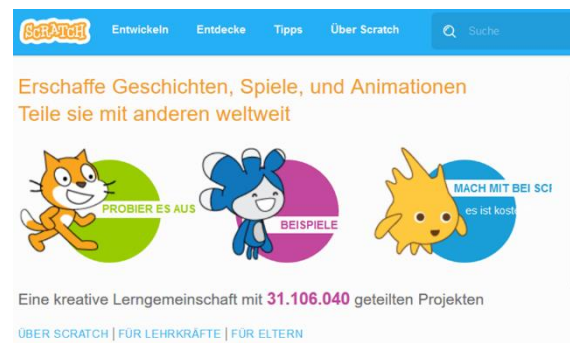 SCRATCH Entwickeln Entdecke Tipps Über Scratch Suche
Erschaffe Geschichten, Spiele, und Animationen
Teile sie mit anderen weltweit
PROBIER ES AUS
BEISPIELE
MACH MIT BEI SCR
es ist koste
Eine kreative Lerngemeinschaft mit 31.106.040 geteilten Projekten
ÜBER SCRATCH | FÜR LEHRKRÄFTE | FÜR ELTERN